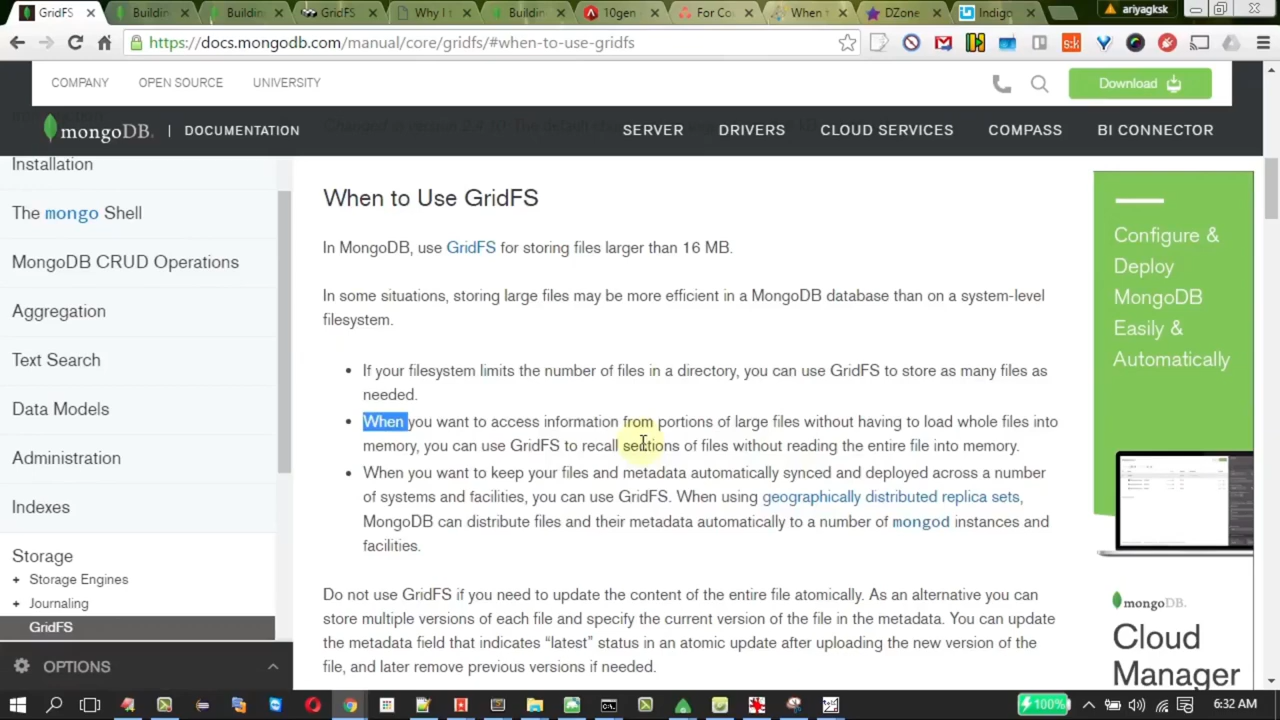 GridFS
Building
Building
GridFS
Why I s
Building
10gen
For Cou
When T
DZone
Indigo
ariyagksk
https://docs.mongodb.com/manual/core/gridfs/#when-to-use-gridfs
COMPANY OPEN SOURCE UNIVERSITY
Download
mongoDB. | DOCUMENTATION
SERVER DRIVERS CLOUD SERVICES COMPASS BI CONNECTOR
Installation
The mongo Shell
MongoDB CRUD Operations
Aggregation
Text Search
Data Models
Administration
Indexes
Storage
+ Storage Engines
+ Journaling
GridFS
OPTIONS
When to Use GridFS
In MongoDB, use GridFS for storing files larger than 16 MB.
In some situations, storing large files may be more efficient in a MongoDB database than on a system-level
filesystem.
• If your filesystem limits the number of files in a directory, you can use GridFS to store as many files as
needed.
• When you want to access information from portions of large files without having to load whole files into
memory, you can use GridFS to recall sections of files without reading the entire file into memory.
• When you want to keep your files and metadata automatically synced and deployed across a number
of systems and facilities, you can use GridFS. When using geographically distributed replica sets,
MongoDB can distribute files and their metadata automatically to a number of mongod instances and
facilities.
Do not use GridFS if you need to update the content of the entire file atomically. As an alternative you can
store multiple versions of each file and specify the current version of the file in the metadata. You can update
the metadata field that indicates “latest” status in an atomic update after uploading the new version of the
file, and later remove previous versions if needed.
Configure &
Deploy
MongoDB
Easily &
Automatically
mongoDB.
Cloud
Manager
100%
6:32 AM